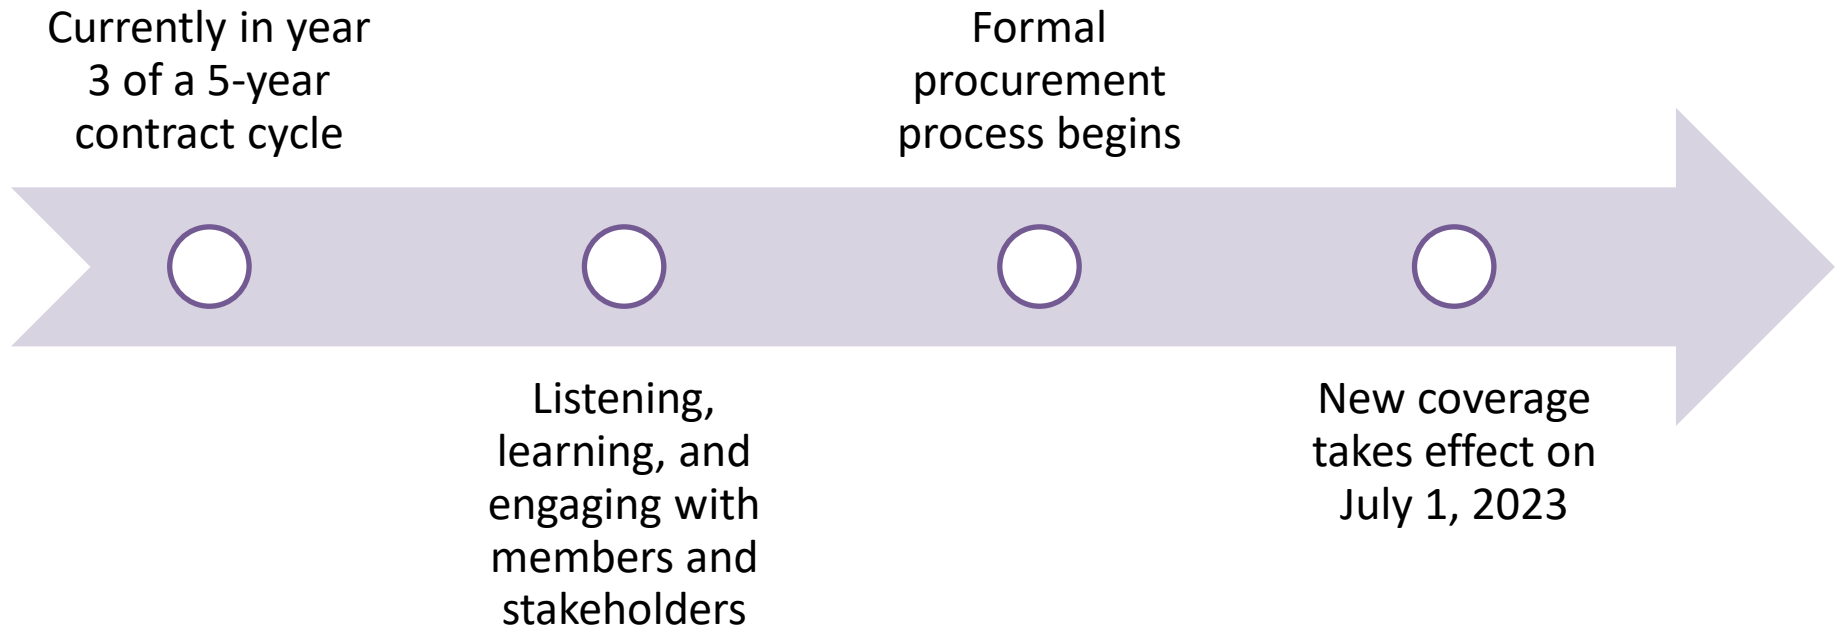 Currently in year
3 of a 5-year
contract cycle
Listening,
learning, and
engaging with
members and
stakeholders
Formal
procurement
process begins
New coverage
takes effect on
July 1, 2023